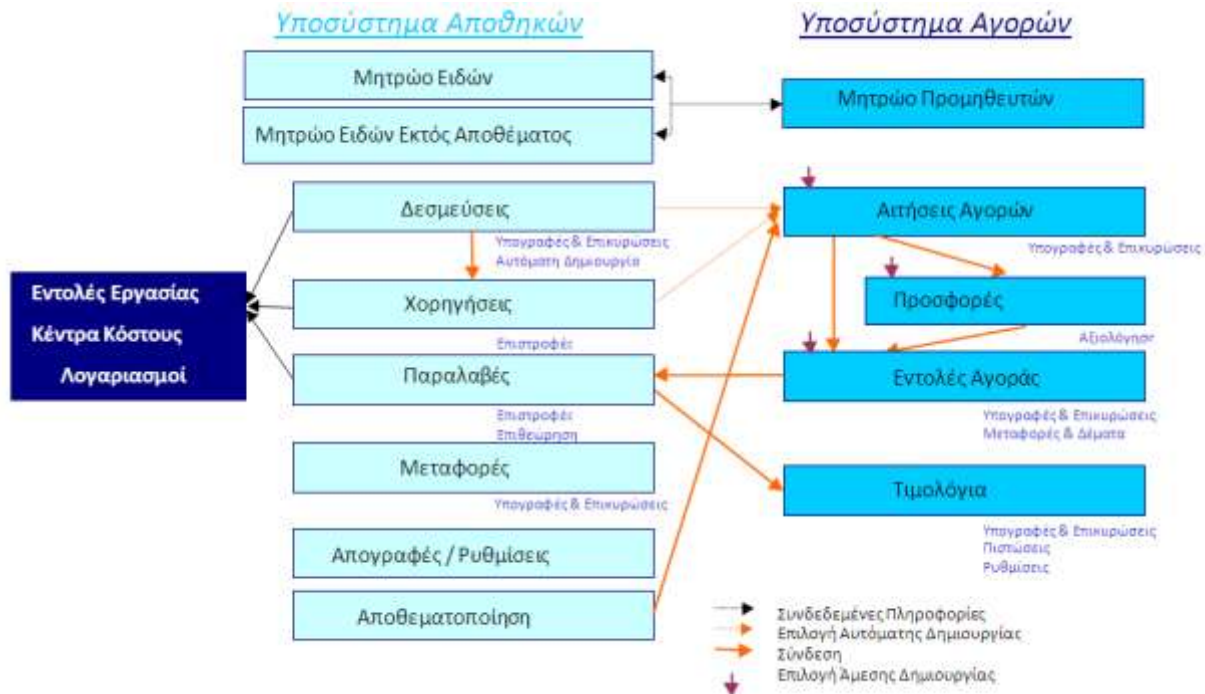 Υποσύστημα Αποθηκών
Υποσύστημα Αγορών
Μητρώο Ειδών
Μητρώο Προμηθευτών
Μητρώο Ειδών Εκτός Αποθέματος
Δεσμεύσεις
Αιτήσεις Αγορών
Υπογραφές & Επικυρώσεις
Αυτόματη Δημιουργία
Υπογραφές & Επικυρώσεις
Εντολές Εργασίας
Κέντρα Κόστους
Λογαριασμοί
Χορηγήσεις
Προσφορές
Επιστροφές
Αξιολόγηση
Παραλαβές
Εντολές Αγοράς
Επιστροφές
Επιθεώρηση
Υπογραφές & Επικυρώσεις
Μεταφορές & Δέματα
Μεταφορές
Υπογραφές & Επικυρώσεις
Τιμολόγια
Υπογραφές & Επικυρώσεις
Πιστώσεις
Ρυθμίσεις
Απογραφές / Ρυθμίσεις
Αποθεματοποίηση
Συνδεδεμένες Πληροφορίες
Επιλογή Αυτόματης Δημιουργίας
Σύνδεση
Επιλογή Άμεσης Δημιουργίας